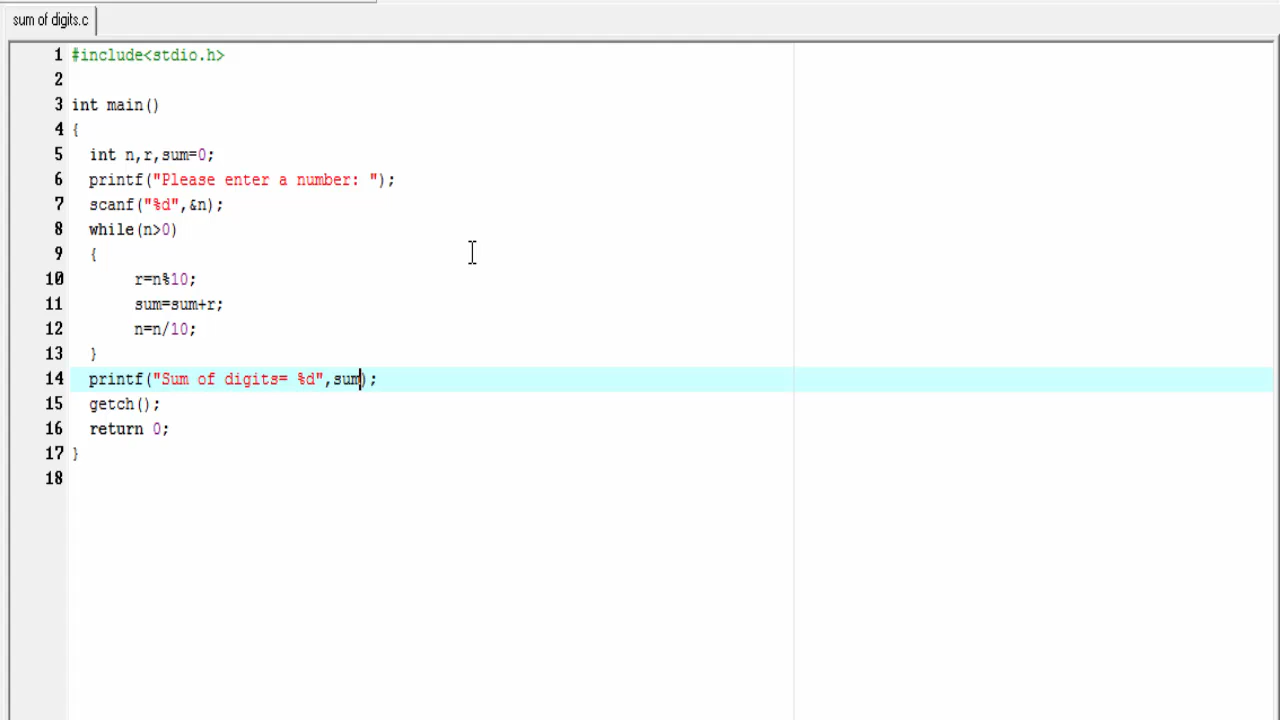 sum of digits.c
1 #include<stdio.h>
2
3 int main()
4 {
5 int n,r,sum=0;
6 printf("Please enter a number: ");
7 scanf("%d",&n);
8 while(n>0)
9 {
10 r=n%10;
11 sum=sum+r;
12 n=n/10;
13 }
14 printf("Sum of digits= %d",sum);
15 getch();
16 return 0;
17 }
18